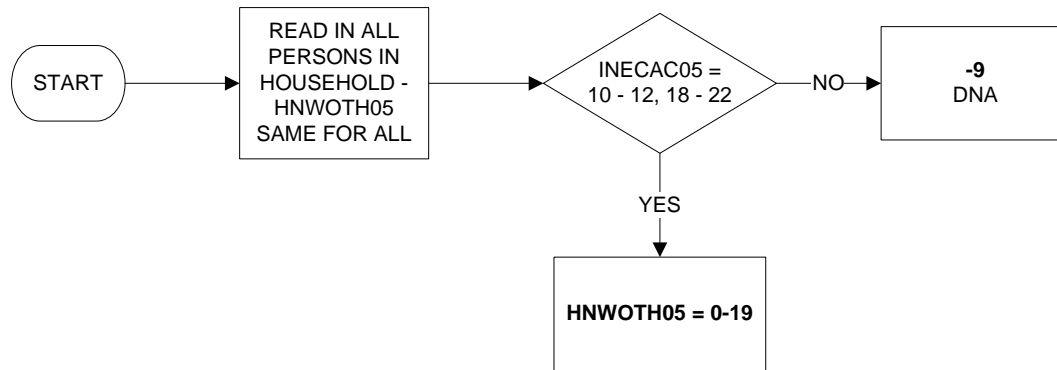 START
READ IN ALL
PERSONS IN
HOUSEHOLD -
HNWOTH05
SAME FOR ALL
INECAC05 =
10 - 12, 18 - 22
NO
-9
DNA
YES
HNWOTH05 = 0-19